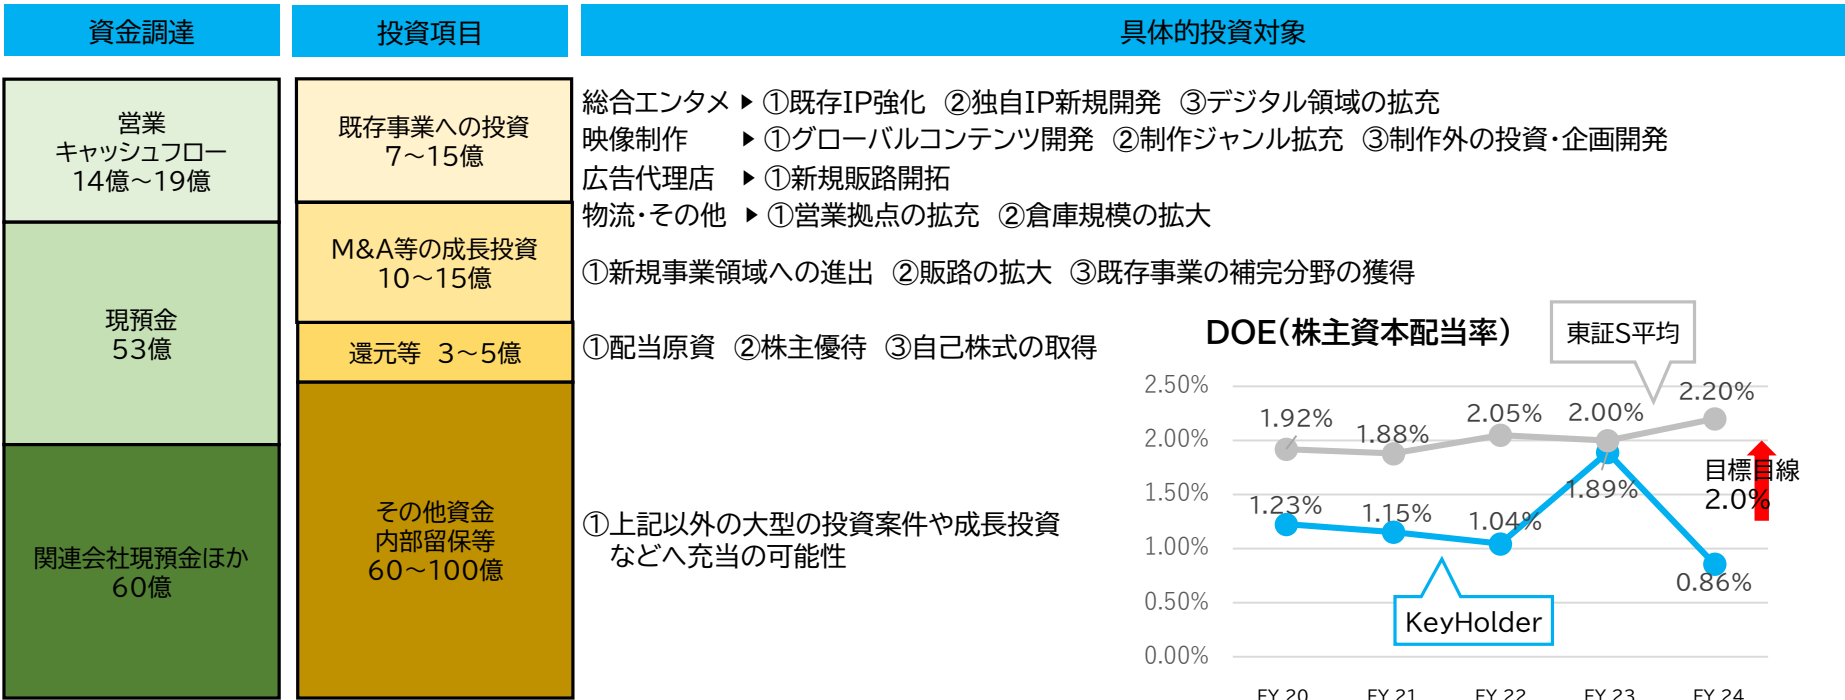 資金調達
投資項目
具体的投資対象
営業
キャッシュフロー
14億～19億
現預金
53億
関連会社現預金ほか
60億
既存事業への投資
7～15億
M&A等の成長投資
10～15億
還元等 3～5億
その他資金
内部留保等
60～100億
総合エンタメ ▶ ①既存IP強化 ②独自IP新規開発 ③デジタル領域の拡充
映像制作 ▶ ①グローバルコンテンツ開発 ②制作ジャンル拡充 ③制作外の投資・企画開発
広告代理店 ▶ ①新規販路開拓
物流・その他 ▶ ①営業拠点の拡充 ②倉庫規模の拡大
①新規事業領域への進出 ②販路の拡大 ③既存事業の補完分野の獲得
①配当原資 ②株主優待 ③自己株式の取得
①上記以外の大型の投資案件や成長投資
などへ充当の可能性
DOE(株主資本配当率)
東証S平均
2.50%
2.00%
1.50%
1.00%
0.50%
0.00%
1.92%
1.88%
2.05%
2.00%
2.20%
1.23%
1.15%
1.04%
1.89%
0.86%
目標目線
2.0%
KeyHolder
FY 20
FY 21
FY 22
FY 23
FY 24